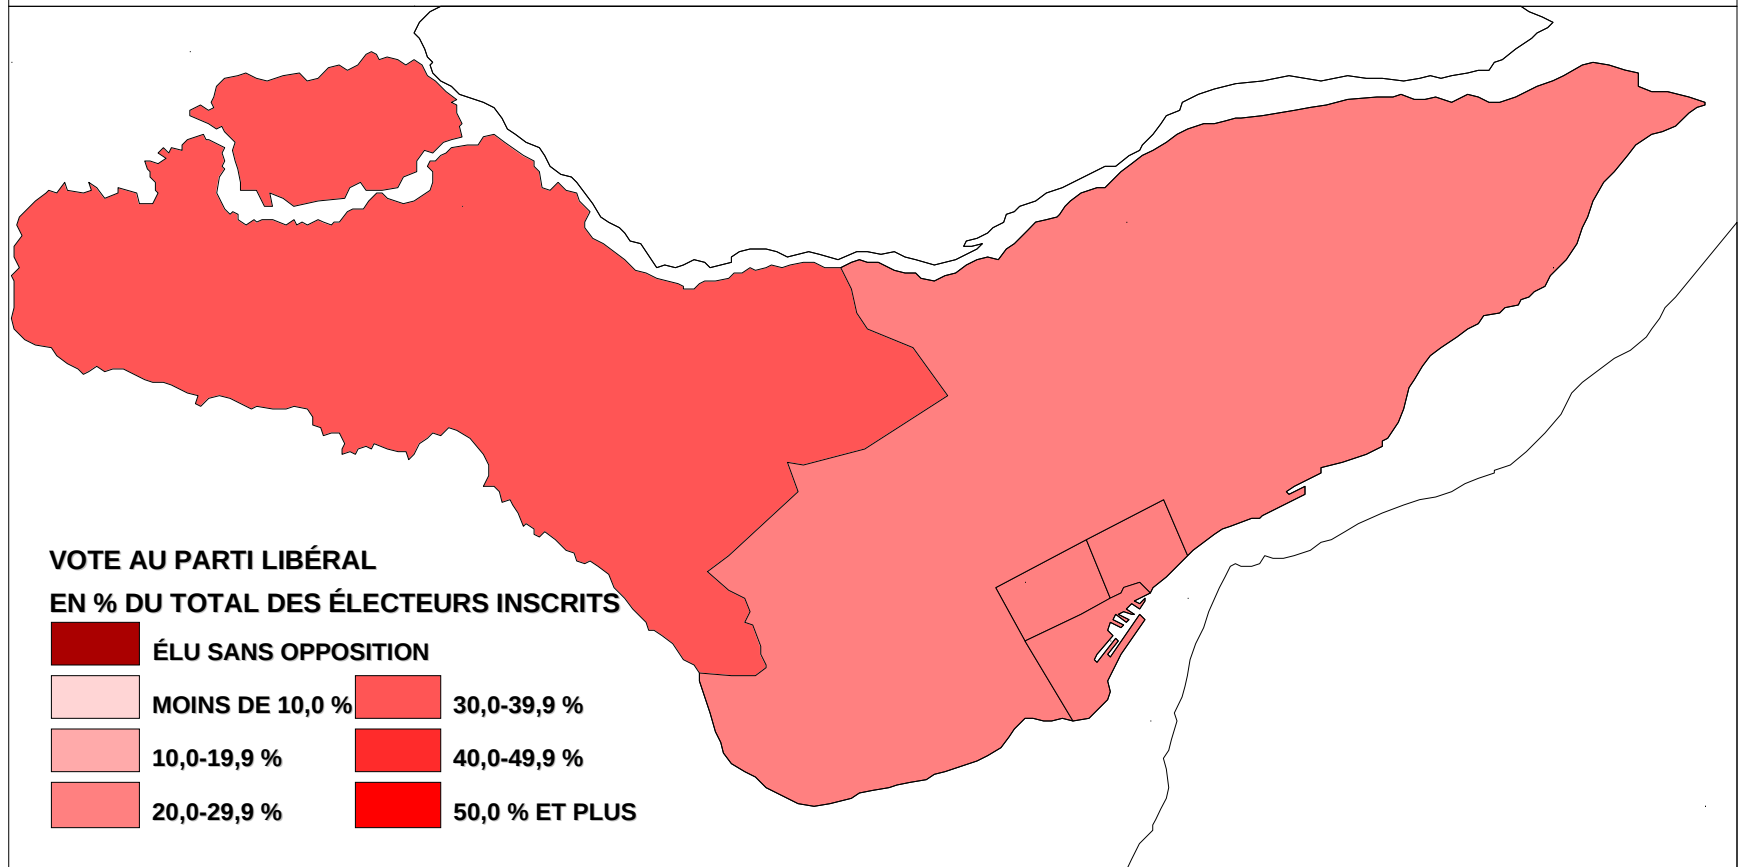 VOTE AU PARTI LIBÉRAL
EN % DU TOTAL DES ÉLECTEURS INSCRITS
ÉLU SANS OPPOSITION
MOINS DE 10,0 %
30,0-39,9 %
10,0-19,9 %
40,0-49,9 %
20,0-29,9 %
50,0 % ET PLUS